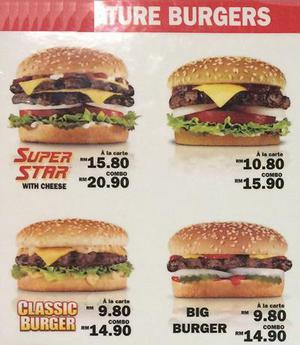 TURE BURGERS
SUPER
STAR
WITH CHEESE
À la carte
RM 15.80
COMBO
RM 20.90
À la carte
RM 10.80
COMBO
RM 15.90
CLASSIC
BURGER
À la carte
RM 9.80
COMBO
RM 14.90
BIG
BURGER
À la carte
RM 9.80
COMBO
RM 14.90